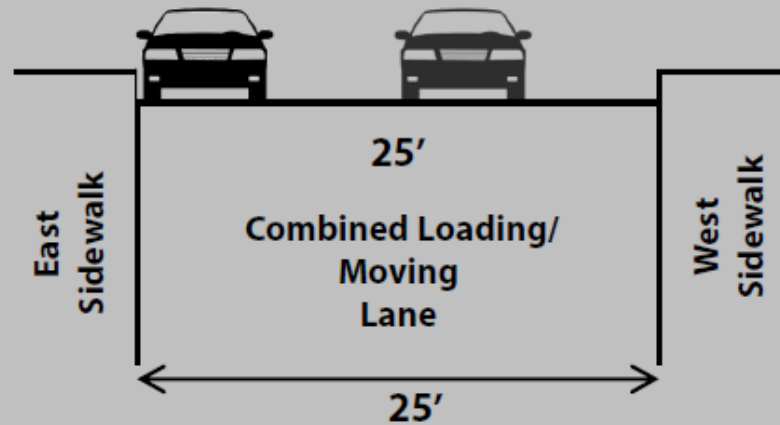 25′
Combined Loading/
Moving
Lane
East
Sidewalk
West
Sidewalk
25′